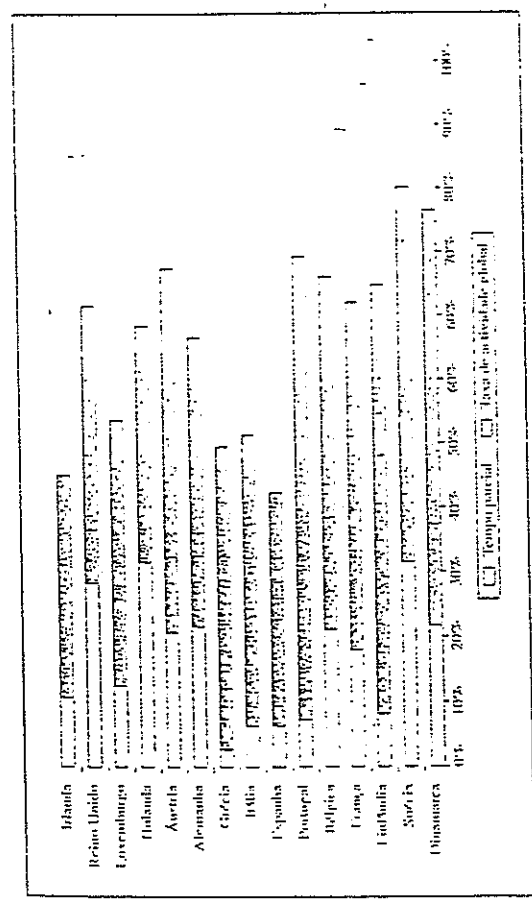 Irlanda
Reino Unido
Luxemburgo
Holanda
Áustria
Alemanha
Grécia
Itália
Espanha
Portugal
Bélgica
França
Finlândia
Suécia
Dinamarca
0% 10% 20% 30% 40% 50% 60% 60% 70% 80% 90% 100%
Tempo parcial Taxa de actividade global